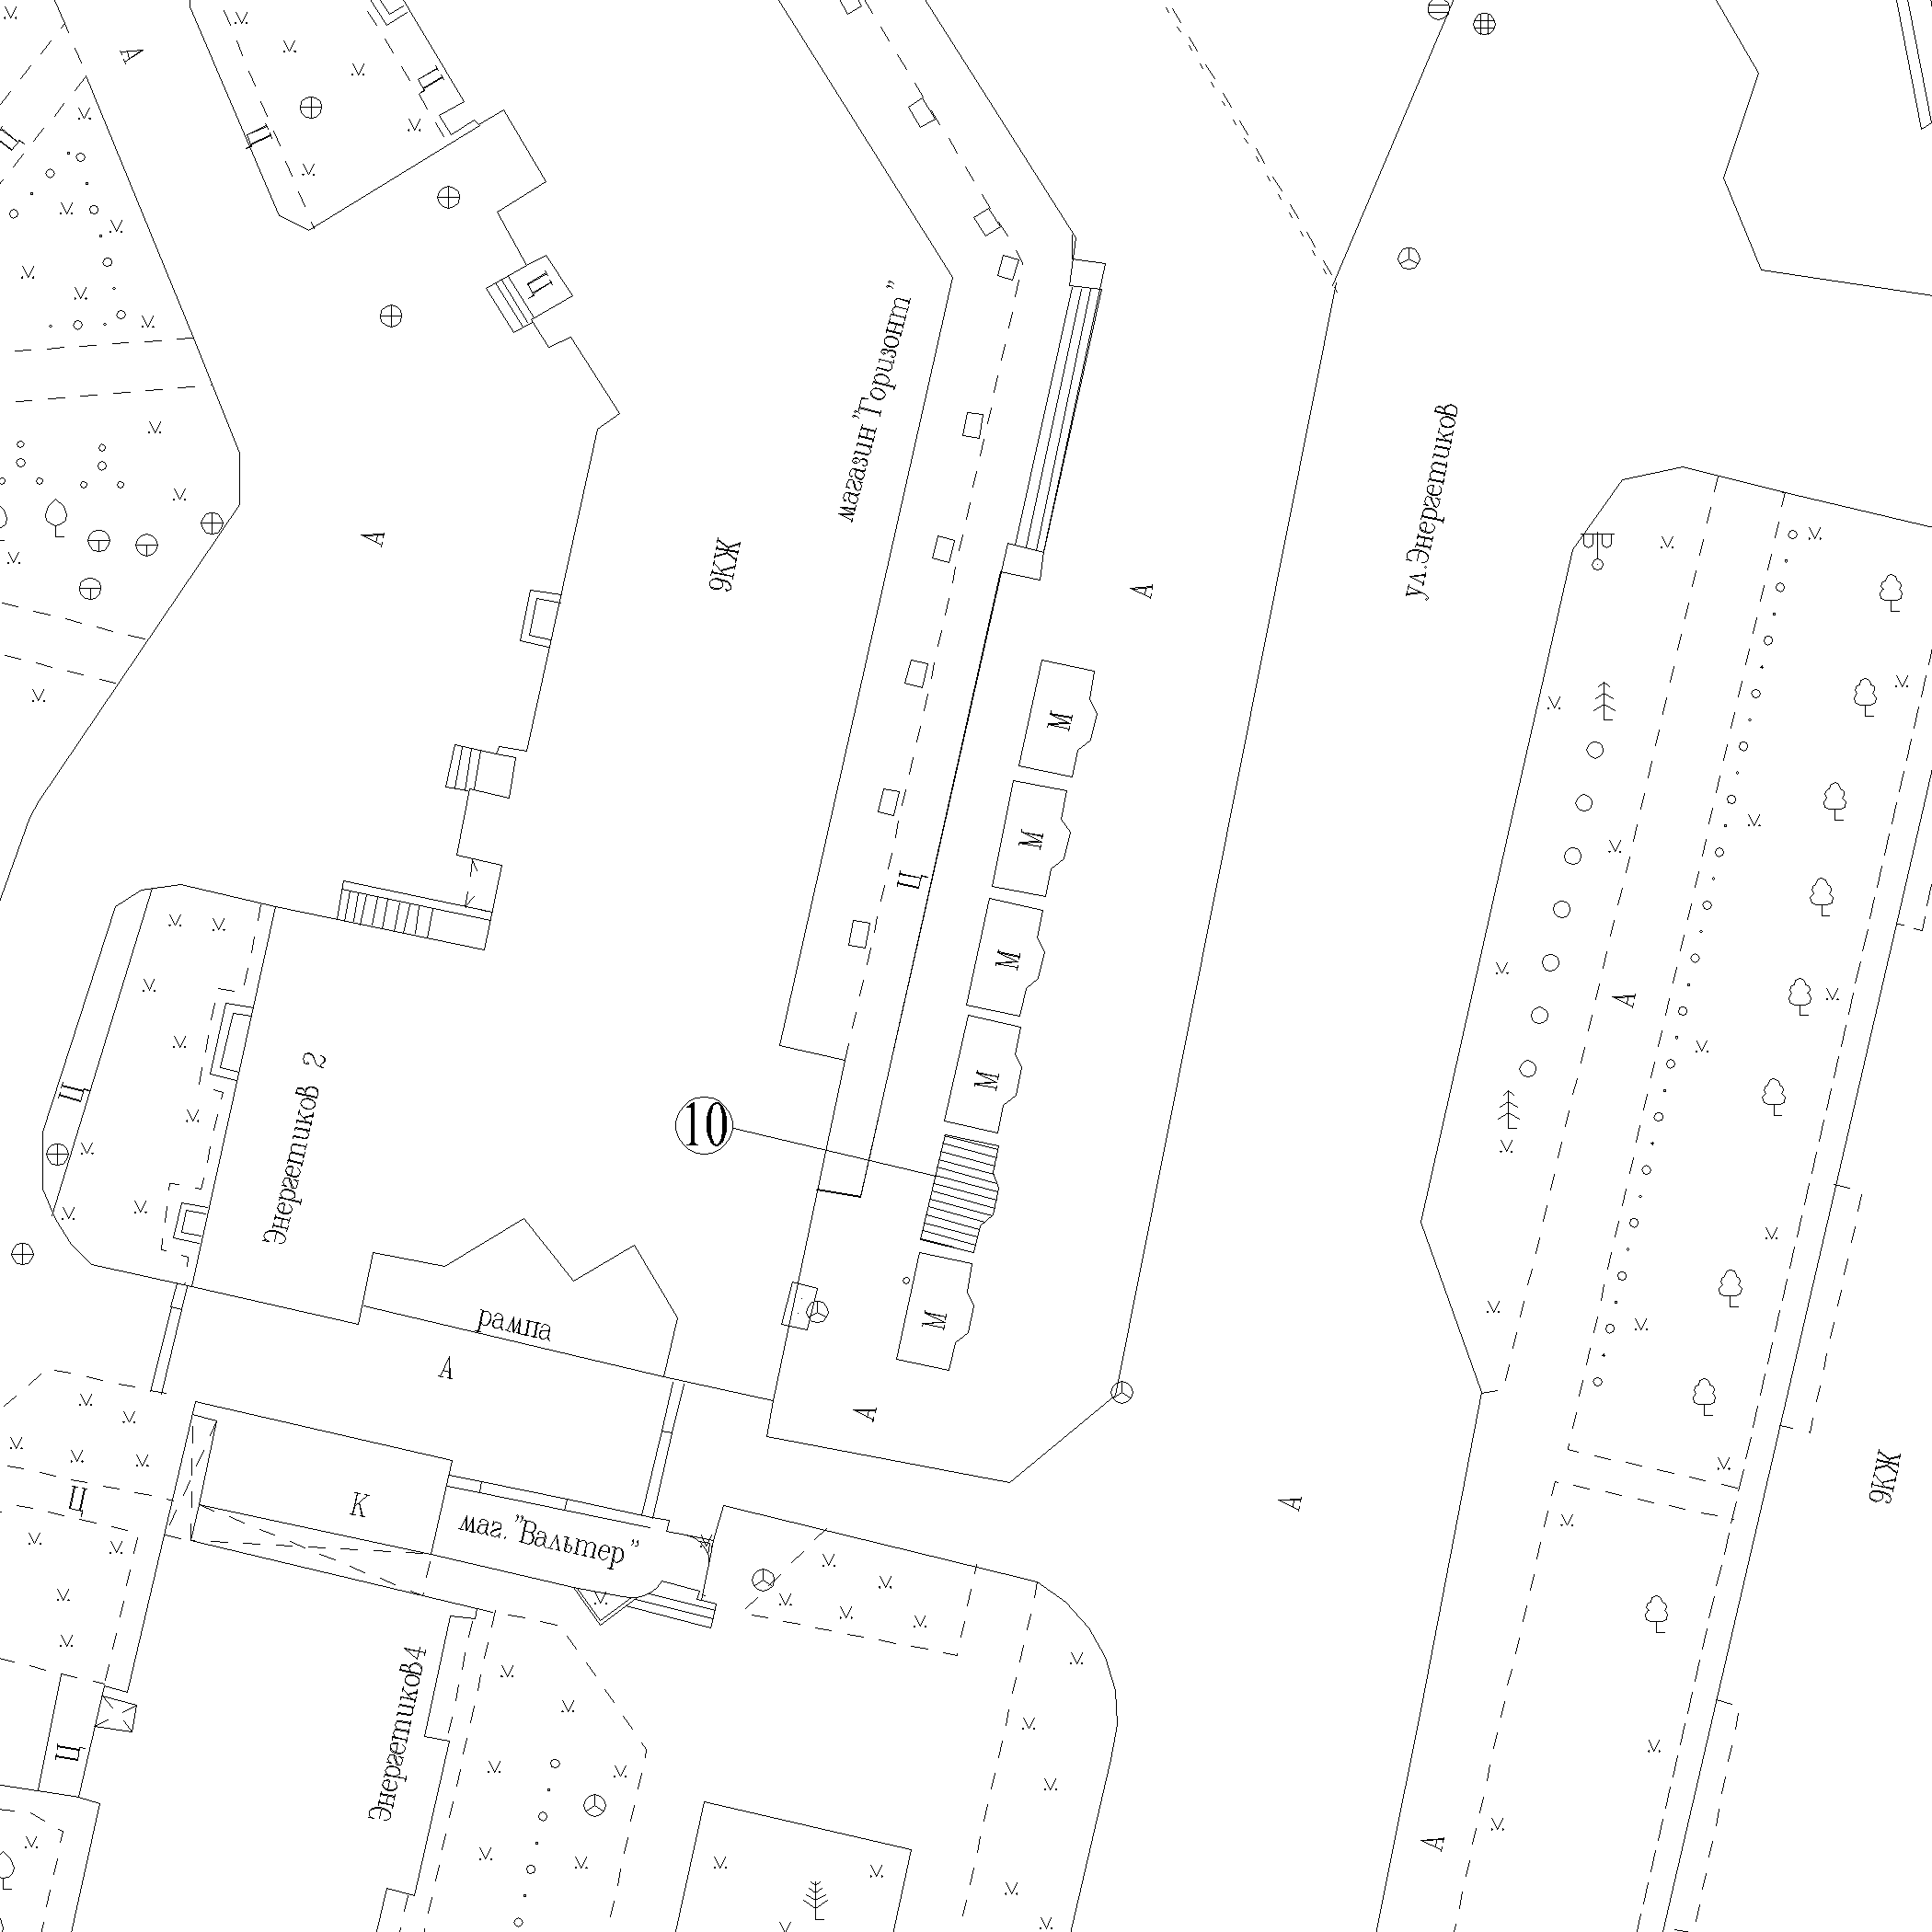 А
Ц
Ц
Ц
Ц
магазин "Горизонт"
ул.Энергетиков
А
9КЖ
А
М
М
Ц
М
А
М
Энергетиков 2
Ц
10
М
рампа
А
А
9КЖ
К
Ц
маг. "Вальтер"
А
Энергетиков4
Ц
А